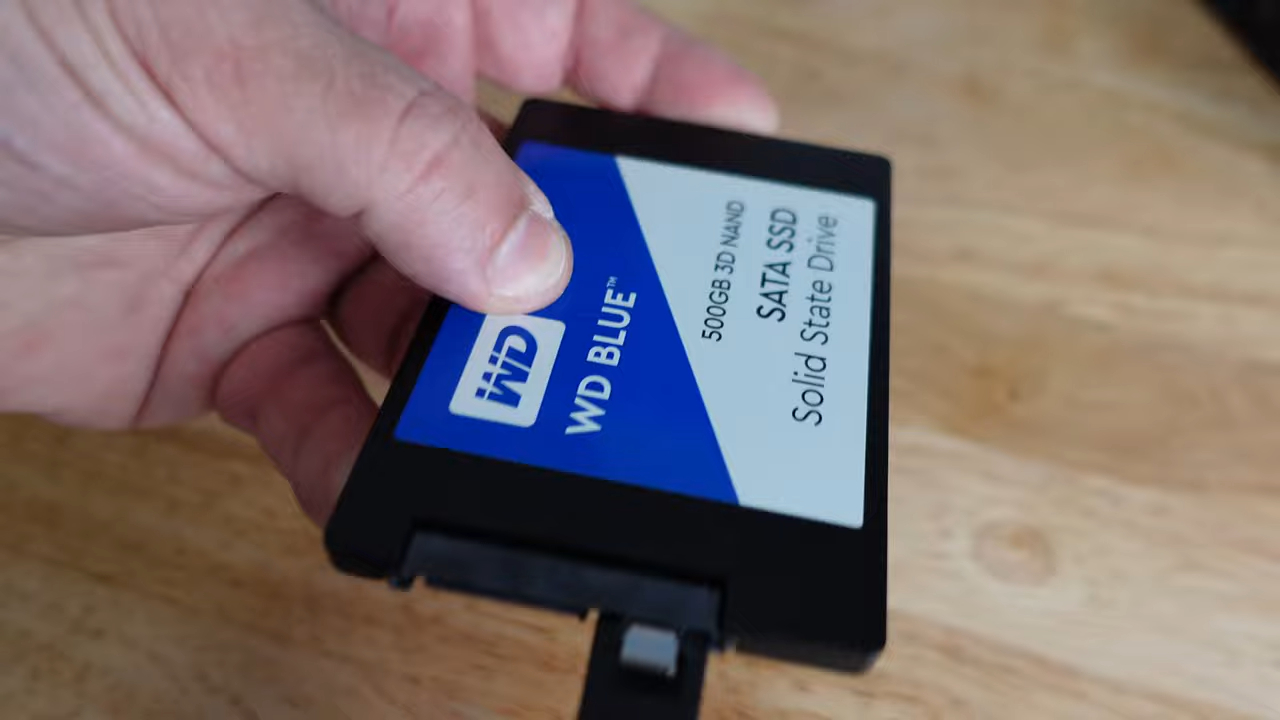 WD
WD BLUE™
500GB 3D NAND
SATA SSD
Solid State Drive